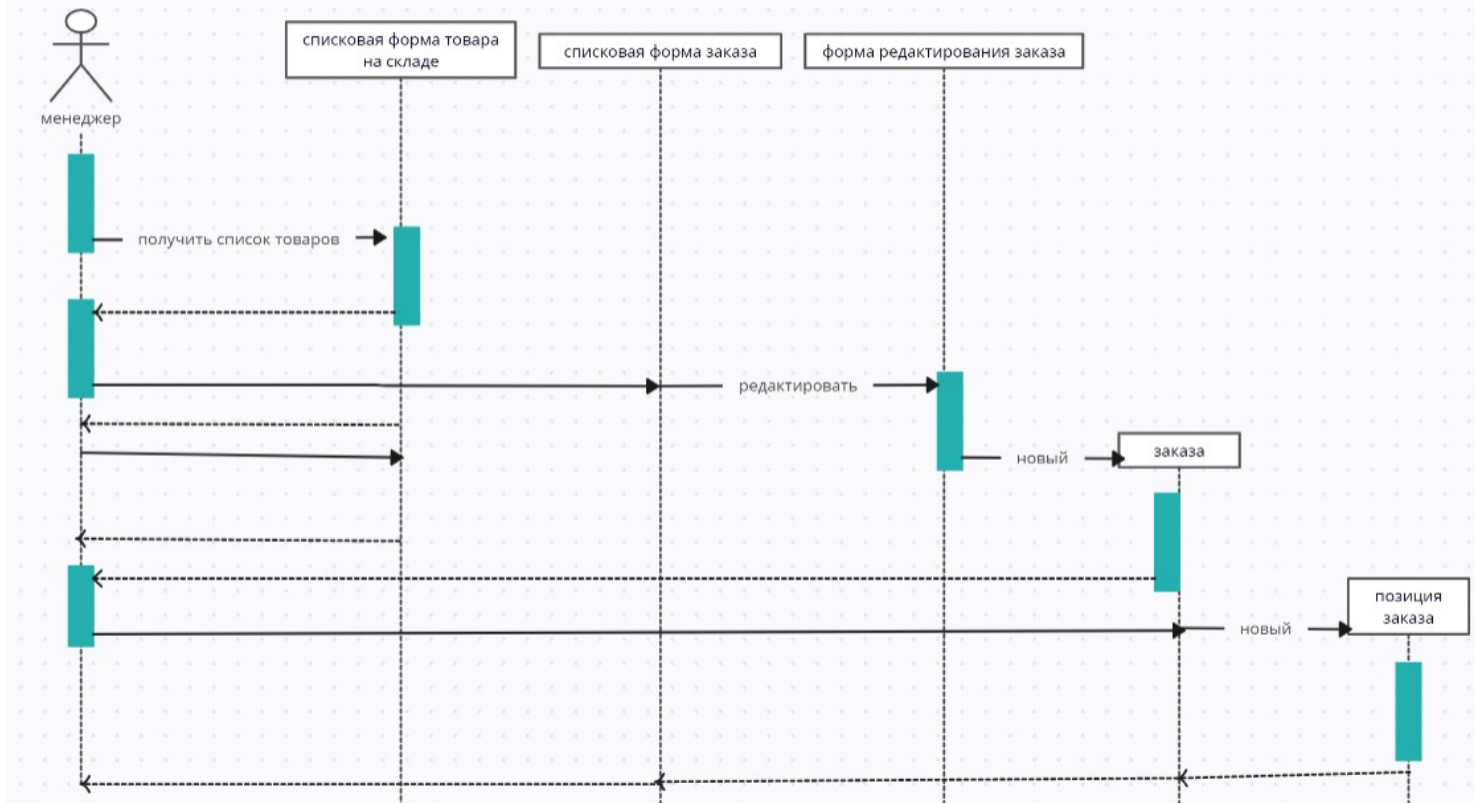 списковая форма товара
на складе
списковая форма заказа
форма редактирования заказа
менеджер
получить список товаров
редактировать
новый
заказа
позиция
заказа
новый